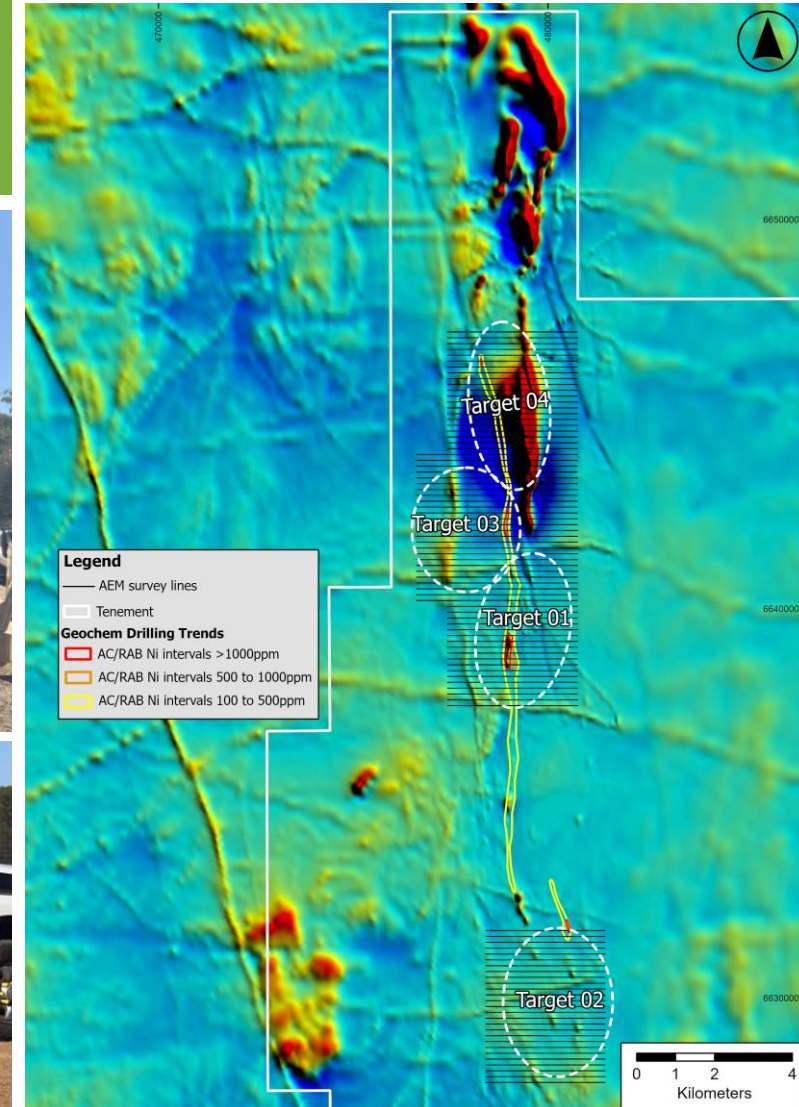 470000
480000
6650000
Target 04
Target 03
Target 01
6640000
Legend
AEM survey lines
Tenement
Geochem Drilling Trends
AC/RAB Ni intervals >1000ppm
AC/RAB Ni intervals 500 to 1000ppm
AC/RAB Ni intervals 100 to 500ppm
Target 02
6630000
0 1 2 4
Kilometers